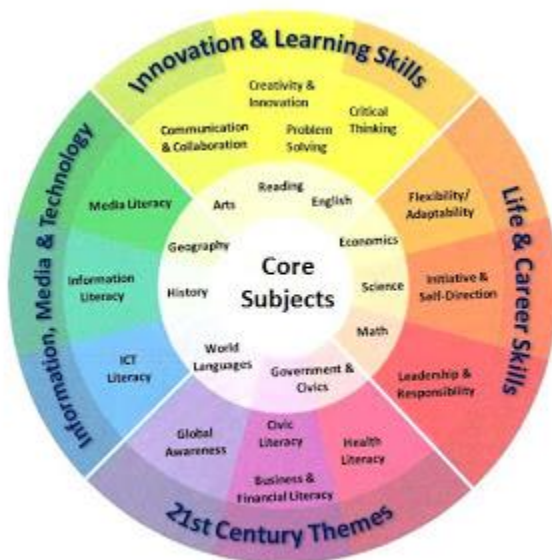 Innovation & Learning Skills
Creativity &
Innovation
Critical
Thinking
Communication
& Collaboration
Problem
Solving
Information, Media & Technology
Media Literacy
Information
Literacy
ICT
Literacy
Life & Career Skills
Flexibility/
Adaptability
Initiative &
Self-Direction
Leadership &
Responsibility
Reading
Arts
English
Geography
Economics
History
Science
Math
World
Languages
Government &
Civics
Core
Subjects
Global
Awareness
Civic
Literacy
Health
Literacy
Business &
Financial Literacy
21st Century Themes